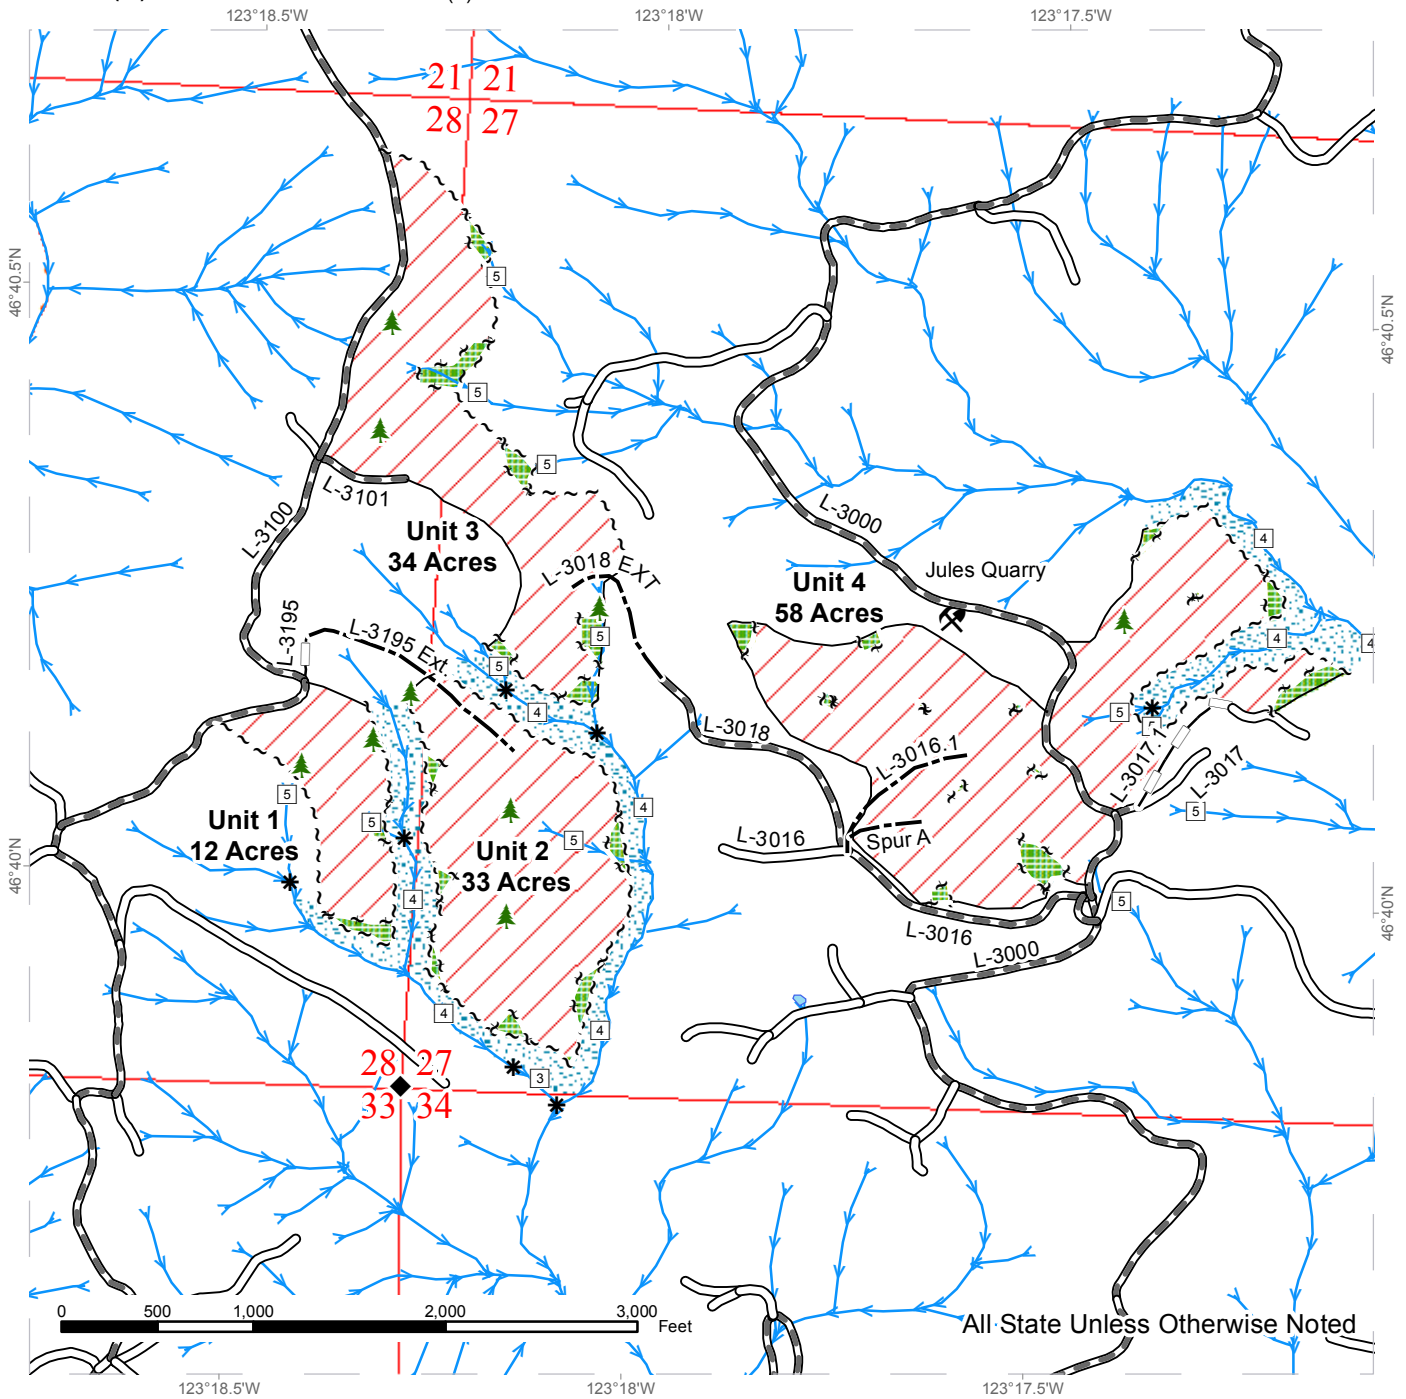 123°18.5'W
123°18'W
123°17.5'W
21 21
28 27
46°40.5'N
46°40.5'N
5
5
5
L-3101
L-3100
Unit 3
34 Acres
L-3018 EXT
L-3000
Jules Quarry
Unit 4
58 Acres
4
4
4
L-3195
L-3195 Ext
5
5
4
5
5
L-3017.1
L-3017
L-3018
L-3016.1
5
4
5
Unit 1
12 Acres
5
5
Unit 2
33 Acres
L-3016
Spur A
46°40'N
46°40'N
4
5
L-3016
L-3000
4
4
3
28 27
33 34
0 500 1,000 2,000 3,000
Feet
All State Unless Otherwise Noted
123°18.5'W
123°18'W
123°17.5'W